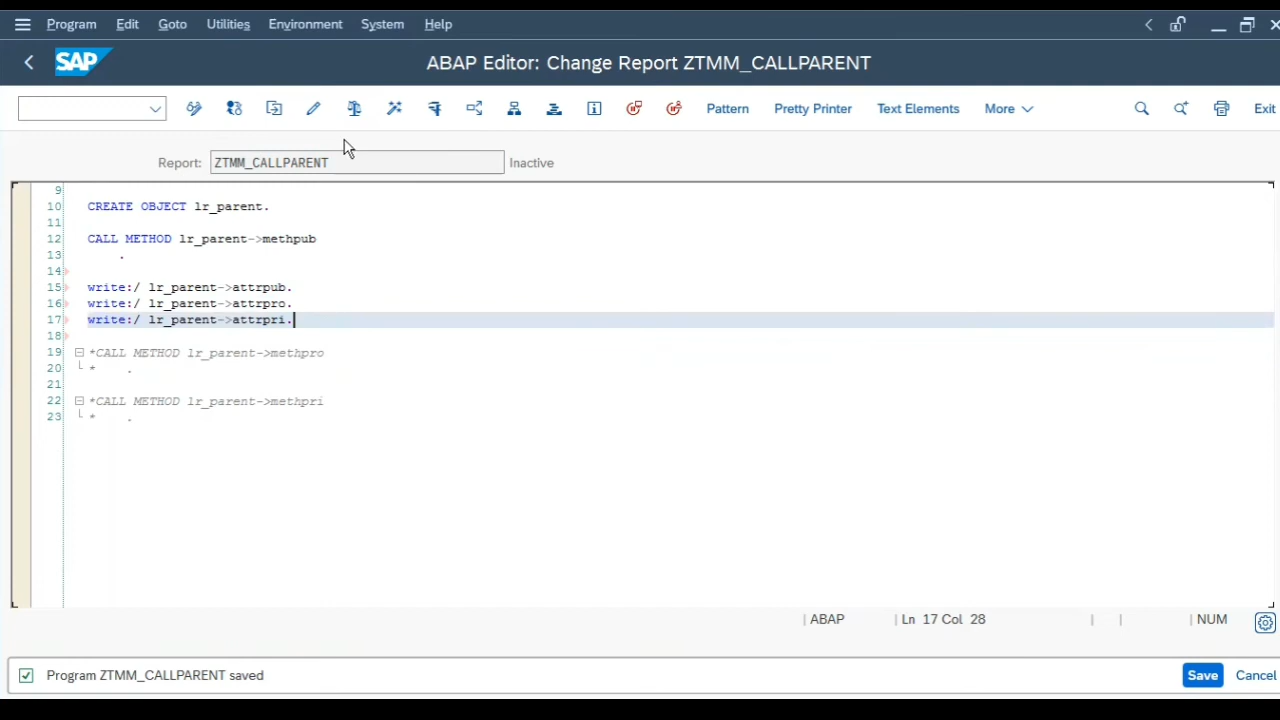 Program Edit Goto Utilities Environment System Help
SAP ABAP Editor: Change Report ZTMM_CALLPARENT
Pattern Pretty Printer Text Elements More Exit
Report: ZTMM_CALLPARENT Inactive
9
10 CREATE OBJECT lr_parent.
11
12 CALL METHOD lr_parent->methpub
13 .
14
15 write:/ lr_parent->attrpub.
16 write:/ lr_parent->attrpro.
17 write:/ lr_parent->attrpri.
18
19 *CALL METHOD lr_parent->methpro
20 * .
21
22 *CALL METHOD lr_parent->methpri
23 * .
| ABAP | Ln 17 Col 28 | | | NUM
Program ZTMM_CALLPARENT saved Save Cancel